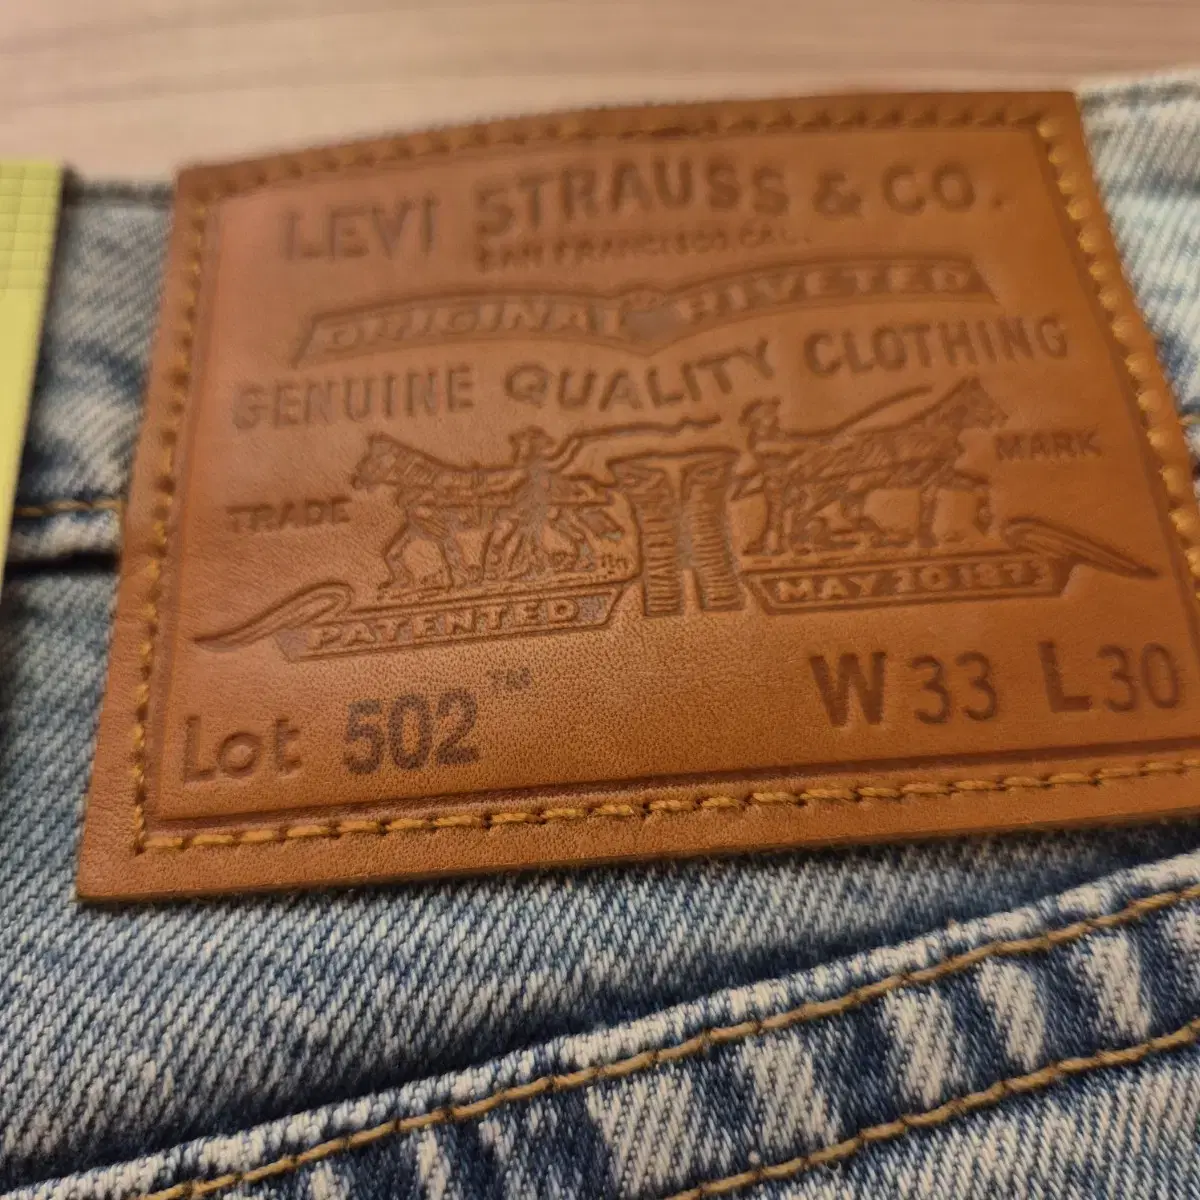 LEVI STRAUSS & CO.
SAN FRANCISCO, CAL.
ORIGINAL RIVETED
GENUINE QUALITY CLOTHING
TRADE MARK
PATENTED MAY 20 1873
Lot 502™ W 33 L 30